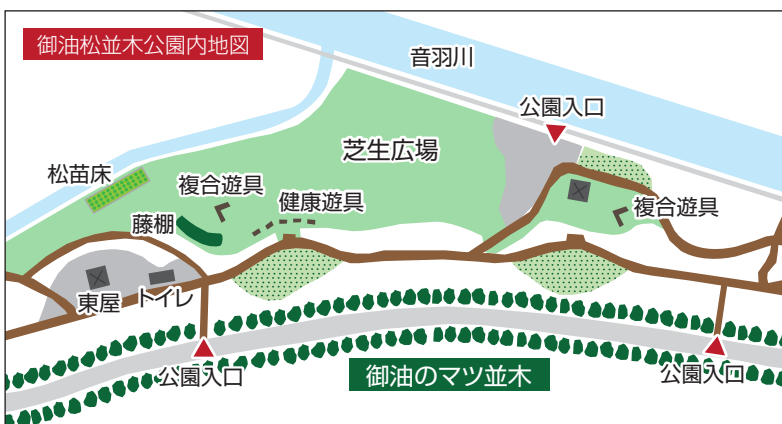 御油松並木公園内地図
音羽川
公園入口
芝生広場
松苗床
複合遊具
健康遊具
藤棚
複合遊具
東屋
トイレ
公園入口
御油のマツ並木
公園入口